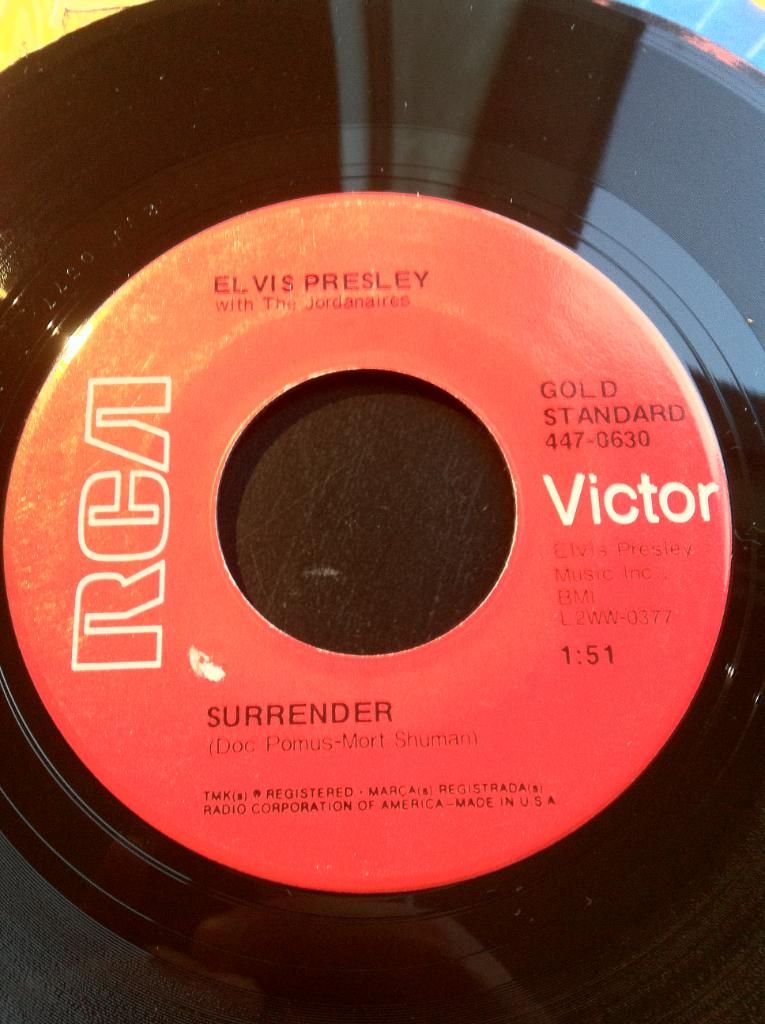 ELVIS PRESLEY
with The Jordanaires
RCA
GOLD
STANDARD
447-0630
Victor
Elvis Presley
Music Inc.
BMI
L2WW-0377
1:51
SURRENDER
(Doc Pomus-Mort Shuman)
TMK(s) ® REGISTERED • MARCA(s) REGISTRADA(s)
RADIO CORPORATION OF AMERICA—MADE IN U.S.A